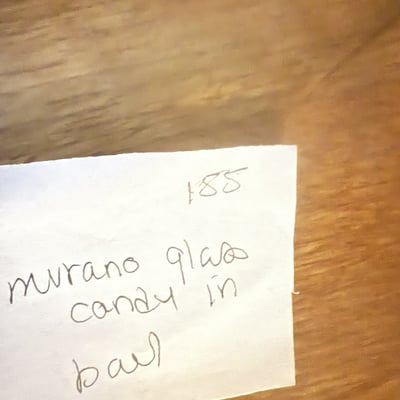 185
murano glass
candy in
bowl